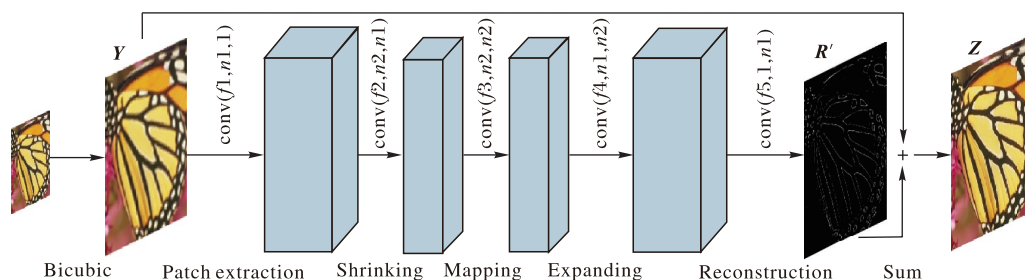 Y
conv(f1,n1,1)
conv(f2,n2,n1)
conv(f3,n2,n2)
conv(f4,n1,n2)
conv(f5,1,n1)
R′
Z
+
Bicubic
Patch extraction
Shrinking
Mapping
Expanding
Reconstruction
Sum